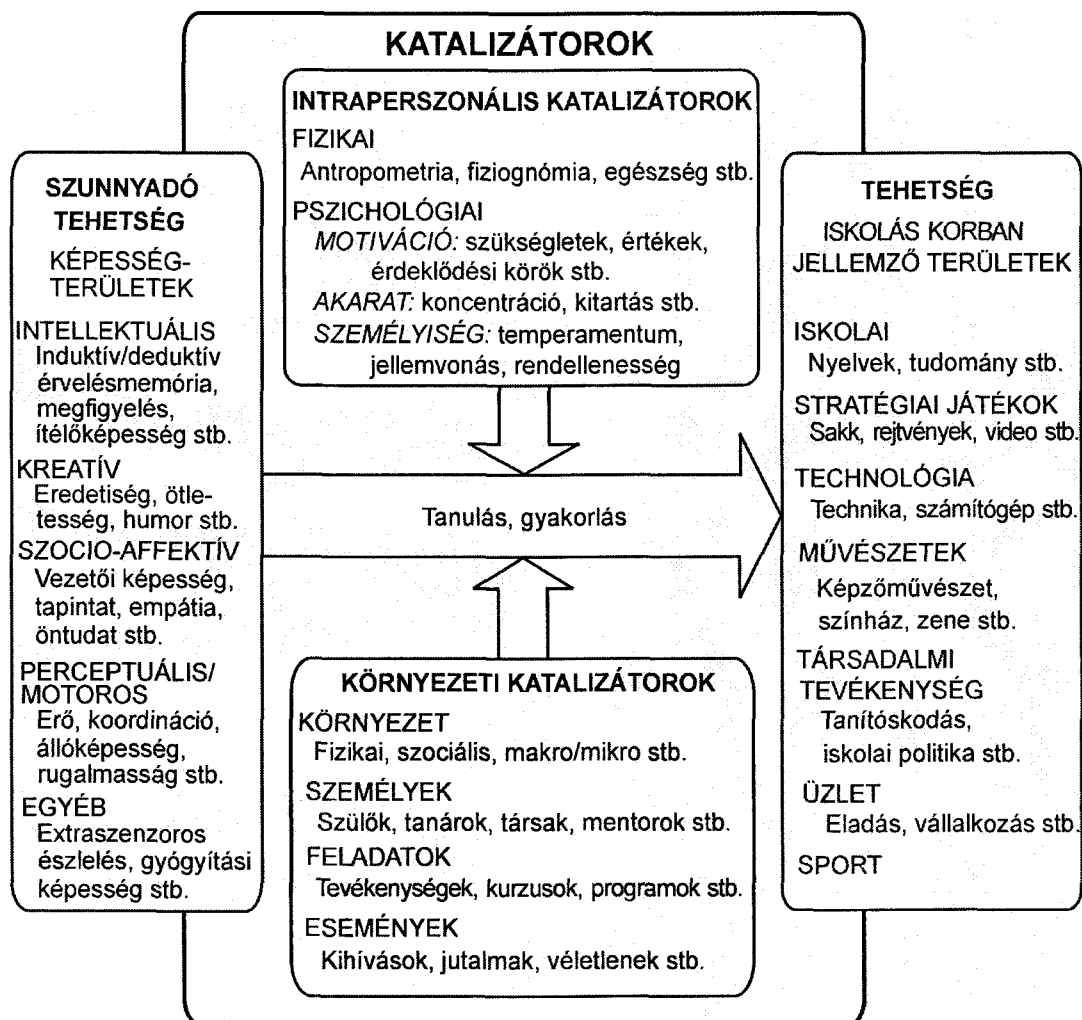 KATALIZÁTOROK
INTRAPERSZONÁLIS KATALIZÁTOROK
FIZIKAI
Antropometria, fiziognómia, egészség stb.
PSZICHOLÓGIAI
MOTIVÁCIÓ: szükségletek, értékek,
érdeklődési körök stb.
AKARAT: koncentráció, kitartás stb.
SZEMÉLYISÉG: temperamentum,
jellemvonás, rendellenesség
SZUNNYADÓ
TEHETSÉG
KÉPESSÉG-
TERÜLETEK
INTELLEKTUÁLIS
Induktív/deduktív
érvelésmemória,
megfigyelés,
ítélőképesség stb.
KREATÍV
Eredetiség, ötle-
tesség, humor stb.
SZOCIO-AFFEKTÍV
Vezetői képesség,
tapintat, empátia,
öntudat stb.
PERCEPTUÁLIS/
MOTOROS
Erő, koordináció,
állóképesség,
rugalmasság stb.
EGYÉB
Extraszenzoros
észlelés, gyógyítási
képesség stb.
Tanulás, gyakorlás
KÖRNYEZETI KATALIZÁTOROK
KÖRNYEZET
Fizikai, szociális, makro/mikro stb.
SZEMÉLYEK
Szülők, tanárok, társak, mentorok stb.
FELADATOK
Tevékenységek, kurzusok, programok stb.
ESEMÉNYEK
Kihívások, jutalmak, véletlenek stb.
TEHETSÉG
ISKOLÁS KORBAN
JELLEMZŐ TERÜLETEK
ISKOLAI
Nyelvek, tudomány stb.
STRATÉGIAI JÁTÉKOK
Sakk, rejtvények, video stb.
TECHNOLÓGIA
Technika, számítógép stb.
MŰVÉSZETEK
Képzőművészet,
színház, zene stb.
TÁRSADALMI
TEVÉKENYSÉG
Tanítóskodás,
iskolai politika stb.
ÜZLET
Eladás, vállalkozás stb.
SPORT